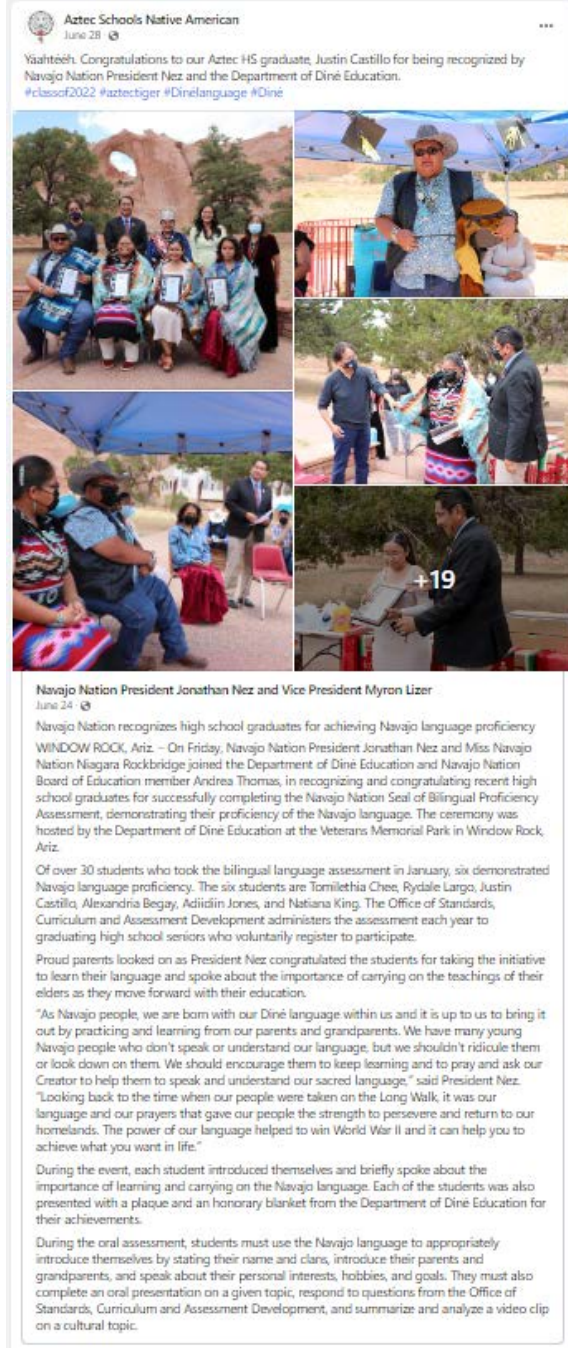 Aztec Schools Native American
June 28
Yáahtééh. Congratulations to our Aztec HS graduate, Justin Castillo for being recognized by
Navajo Nation President Nez and the Department of Diné Education.
#classof2022 #aztectiger #Dinélanguage #Diné
+19
Navajo Nation President Jonathan Nez and Vice President Myron Lizer
June 24
Navajo Nation recognizes high school graduates for achieving Navajo language proficiency
WINDOW ROCK, Ariz. – On Friday, Navajo Nation President Jonathan Nez and Miss Navajo
Nation Niagara Rockbridge joined the Department of Diné Education and Navajo Nation
Board of Education member Andrea Thomas, in recognizing and congratulating recent high
school graduates for successfully completing the Navajo Nation Seal of Bilingual Proficiency
Assessment, demonstrating their proficiency of the Navajo language. The ceremony was
hosted by the Department of Diné Education at the Veterans Memorial Park in Window Rock,
Ariz.
Of over 30 students who took the bilingual language assessment in January, six demonstrated
Navajo language proficiency. The six students are Tomilethia Chee, Rydale Largo, Justin
Castillo, Alexandria Begay, Adiidiin Jones, and Natiana King. The Office of Standards,
Curriculum and Assessment Development administers the assessment each year to
graduating high school seniors who voluntarily register to participate.
Proud parents looked on as President Nez congratulated the students for taking the initiative
to learn their language and spoke about the importance of carrying on the teachings of their
elders as they move forward with their education.
"As Navajo people, we are born with our Diné language within us and it is up to us to bring it
out by practicing and learning from our parents and grandparents. We have many young
Navajo people who don't speak or understand our language, but we shouldn't ridicule them
or look down on them. We should encourage them to keep learning and to pray and ask our
Creator to help them to speak and understand our sacred language," said President Nez.
"Looking back to the time when our people were taken on the Long Walk, it was our
language and our prayers that gave our people the strength to persevere and return to our
homelands. The power of our language helped to win World War II and it can help you to
achieve what you want in life."
During the event, each student introduced themselves and briefly spoke about the
importance of learning and carrying on the Navajo language. Each of the students was also
presented with a plaque and an honorary blanket from the Department of Diné Education for
their achievements.
During the oral assessment, students must use the Navajo language to appropriately
introduce themselves by stating their name and clans, introduce their parents and
grandparents, and speak about their personal interests, hobbies, and goals. They must also
complete an oral presentation on a given topic, respond to questions from the Office of
Standards, Curriculum and Assessment Development, and summarize and analyze a video clip
on a cultural topic.